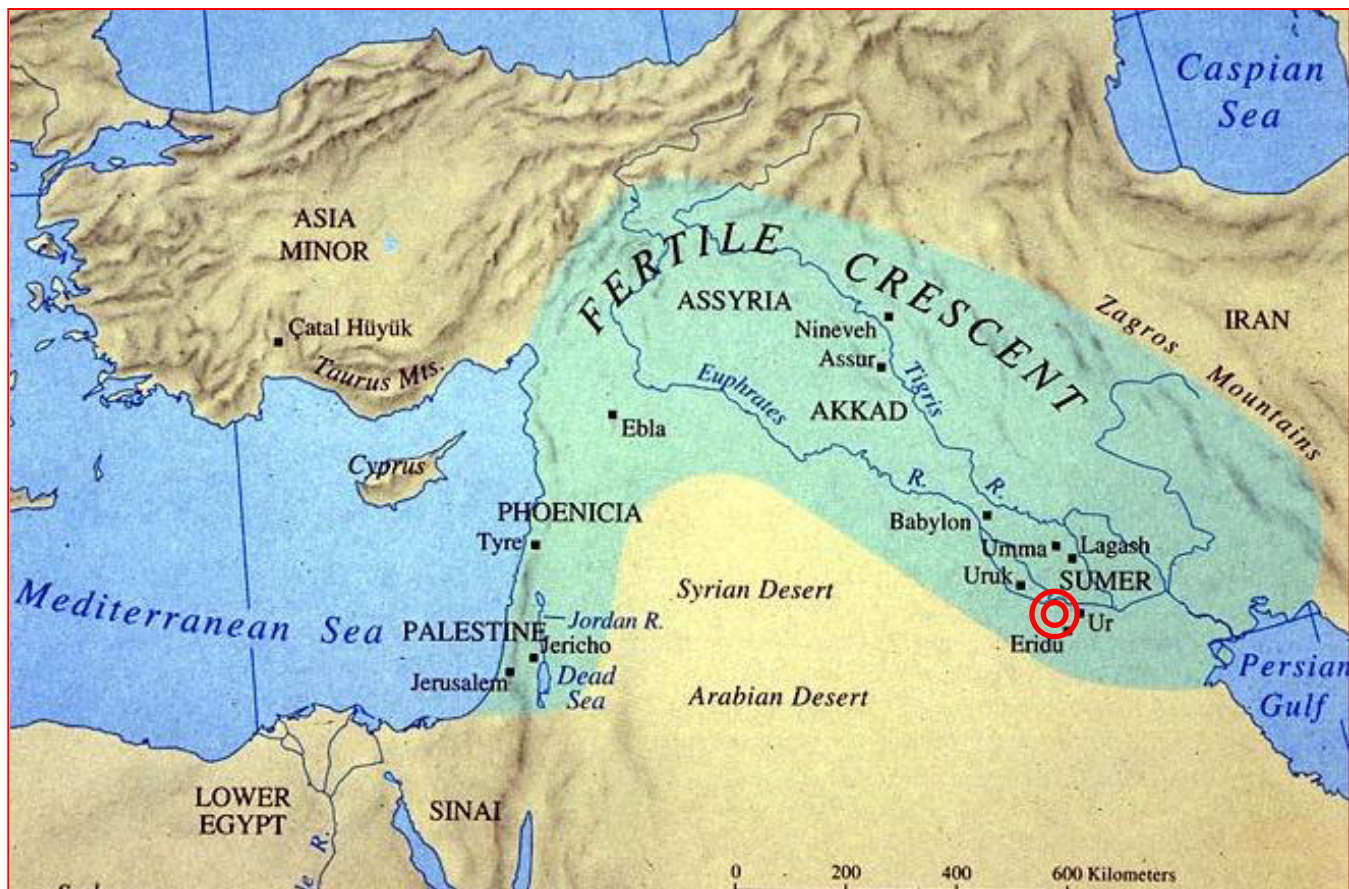 Caspian
Sea
ASIA
MINOR
FERTILE CRESCENT
ASSYRIA
Zagros Mountains
IRAN
Çatal Hüyük
Nineveh
Taurus Mts.
Assur
Euphrates R.
Tigris R.
AKKAD
Ebla
Cyprus
PHOENICIA
Tyre
Babylon
Umma
Lagash
Uruk
SUMER
Syrian Desert
Mediterranean Sea
Jordan R.
PALESTINE
Jericho
Ur
Eridu
Jerusalem
Dead
Sea
Arabian Desert
Persian
Gulf
LOWER
EGYPT
SINAI
R.
0 200 400 600 Kilometers